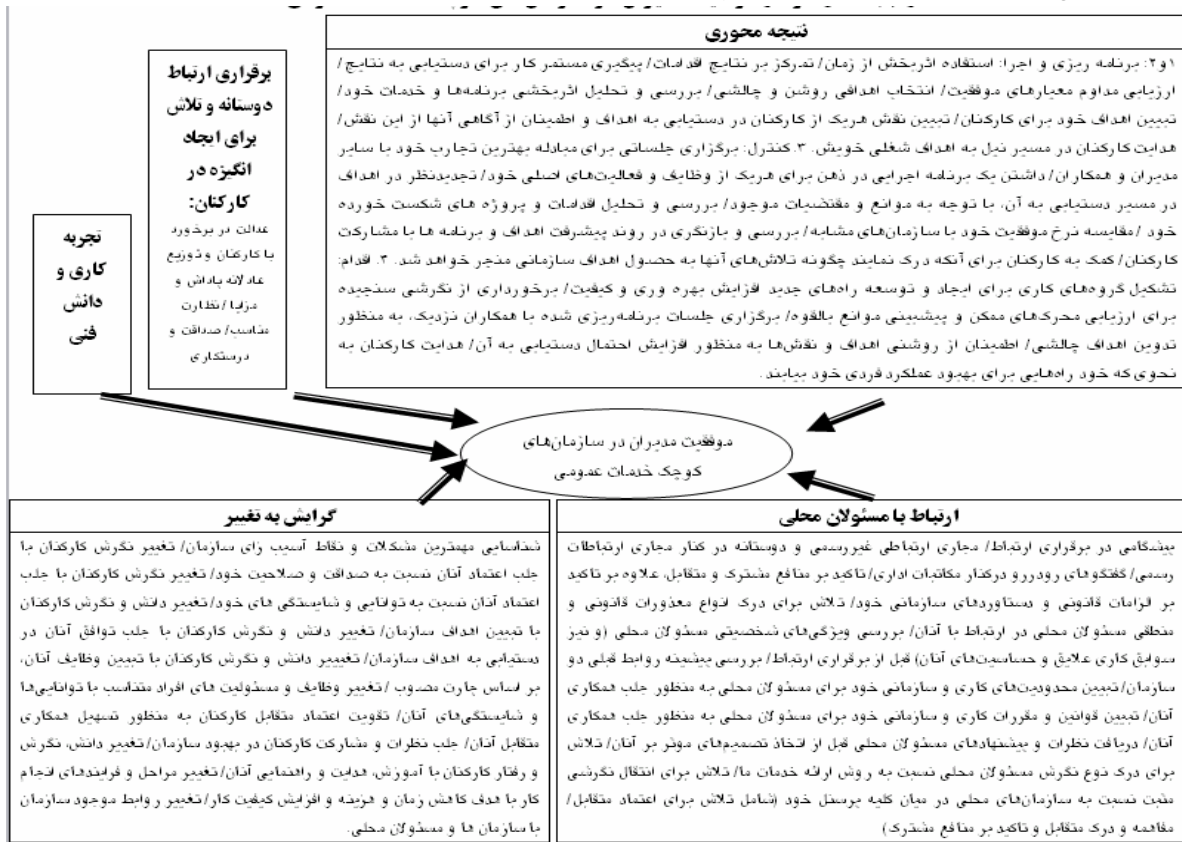 نتیجه محوری
۱و۲: برنامه ریزی و اجرا: استفاده اثربخش از زمان/ تمرکز بر نتایج اقدامات/ پیگیری مستمر کار برای دستیابی به نتایج/
ارزیابی مداوم معیارهای موفقیت/ انتخاب اهدافی روشن و چالشی/ بررسی و تحلیل اثربخشی برنامه‌ها و خدمات خود/
تبیین اهداف خود برای کارکنان/ تبیین نقش هریک از کارکنان در دستیابی به اهداف و اطمینان از آگاهی آنها از این نقش/
هدایت کارکنان در مسیر نیل به اهداف شغلی خویش. ۳. کنترل: برگزاری جلساتی برای مبادله بهترین تجارب خود با سایر
مدیران و همکاران/ داشتن یک برنامه اجرایی در ذهن برای هریک از وظایف و فعالیت‌های اصلی خود/ تجدیدنظر در اهداف
در مسیر دستیابی به آن، با توجه به موانع و مقتضیات موجود/ بررسی و تحلیل اقدامات و پروژه های شکست خورده
خود /مقایسه نرخ موفقیت خود با سازمان‌های مشابه/ بررسی و بازنگری در روند پیشرفت اهداف و برنامه ها با مشارکت
کارکنان/ کمک به کارکنان برای آنکه درک نمایند چگونه تلاش‌های آنها به حصول اهداف سازمانی منجر خواهد شد. ۴. اقدام:
تشکیل گروه‌های کاری برای ایجاد و توسعه راه‌های جدید افزایش بهره وری و کیفیت/ برخورداری از نگرشی سنجیده
برای ارزیابی محرک‌های ممکن و پیشبینی موانع بالقوه/ برگزاری جلسات برنامه‌ریزی شده با همکاران نزدیک، به منظور
تدوین اهداف چالشی/ اطمینان از روشنی اهداف و نقش‌ها به منظور افزایش احتمال دستیابی به آن/ هدایت کارکنان به
نحوی که خود راه‌هایی برای بهبود عملکرد فردی خود بیابند.
برقراری ارتباط
دوستانه و تلاش
برای ایجاد
انگیزه در
کارکنان:
عدالت در برخورد
با کارکنان و توزیع
عادلانه پاداش و
مزایا /نظارت
مناسب/ صداقت و
درستکاری
تجربه
کاری و
دانش
فنی
موفقیت مدیران در سازمان‌های
کوچک خدمات عمومی
ارتباط با مسئولان محلی
پیشگامی در برقراری ارتباط/ مجاری ارتباطی غیررسمی و دوستانه در کنار مجاری ارتباطات
رسمی/ گفتگوهای رودررو درکنار مکاتبات اداری/ تاکید بر منافع مشترک و متقابل، علاوه بر تاکید
بر الزامات قانونی و دستاوردهای سازمانی خود/ تلاش برای درک انواع معذورات قانونی و
منطقی مسئولان محلی در ارتباط با آنان/ بررسی ویژگی‌های شخصیتی مسئولان محلی (و نیز
سوابق کاری علایق و حساسیت‌های آنان) قبل از برقراری ارتباط/ بررسی پیشینه روابط قبلی دو
سازمان/ تبیین محدودیت‌های کاری و سازمانی خود برای مسئولان محلی به منظور جلب همکاری
آنان/ تبیین قوانین و مقررات کاری و سازمانی خود برای مسئولان محلی به منظور جلب همکاری
آنان/ دریافت نظرات و پیشنهادهای مسئولان محلی قبل از اتخاذ تصمیم‌های موثر بر آنان/ تلاش
برای درک نوع نگرش مسئولان محلی نسبت به روش ارائه خدمات ما/ تلاش برای انتقال نگرشی
مثبت نسبت به سازمان‌های محلی در میان کلیه پرسنل خود (شامل تلاش برای اعتماد متقابل/
مفاهمه و درک متقابل و تاکید بر منافع مشترک)
گرایش به تغییر
شناسایی مهمترین مشکلات و نقاط آسیب زای سازمان/ تغییر نگرش کارکنان با
جلب اعتماد آنان نسبت به صداقت و صلاحیت خود/ تغییر نگرش کارکنان با جلب
اعتماد آنان نسبت به توانایی و شایستگی های خود/ تغییر دانش و نگرش کارکنان
با تبیین اهداف سازمان/ تغییر دانش و نگرش کارکنان با جلب توافق آنان در
دستیابی به اهداف سازمان/ تغییر دانش و نگرش کارکنان با تبیین وظایف آنان،
بر اساس چارت مصوب /تغییر وظایف و مسئولیت های افراد متناسب با توانایی‌ها
و شایستگی‌های آنان/ تقویت اعتماد متقابل کارکنان به منظور تسهیل همکاری
متقابل آنان/ جلب نظرات و مشارکت کارکنان در بهبود سازمان/ تغییر دانش، نگرش
و رفتار کارکنان با آموزش، هدایت و راهنمایی آنان/ تغییر مراحل و فرایندهای انجام
کار با هدف کاهش زمان و هزینه و افزایش کیفیت کار/ تغییر روابط موجود سازمان
با سازمان ها و مسئولان محلی.